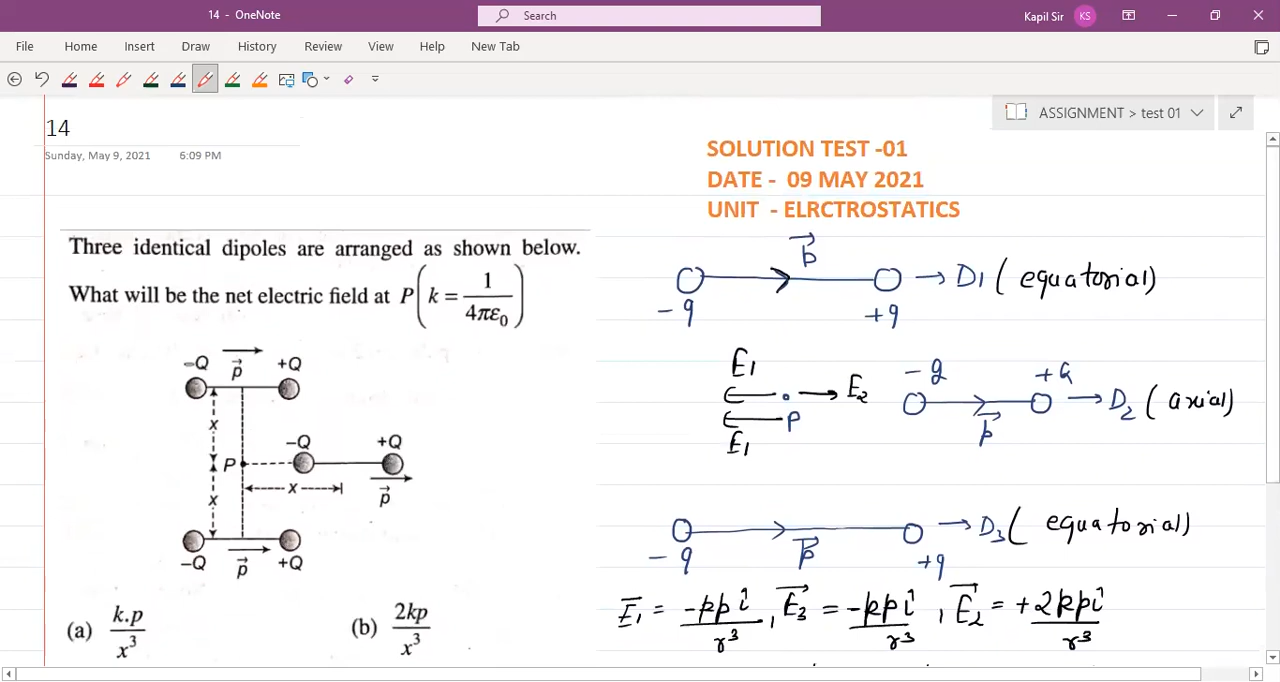 14 - OneNote
Search
Kapil Sir KS
File Home Insert Draw History Review View Help New Tab
ASSIGNMENT > test 01
14
Sunday, May 9, 2021 6:09 PM
SOLUTION TEST -01
DATE - 09 MAY 2021
UNIT - ELRCTROSTATICS
Three identical dipoles are arranged as shown below.
What will be the net electric field at P(k = 1/4πε₀)
-Q p⃗ +Q
x
P -Q +Q
x x p⃗
-Q p⃗ +Q
(a) k.p/x³ (b) 2kp/x³
p⃗
→ D1 (equatorial)
-q +q
E1
→ E2
P
E1
-q +q
→ D2 (axial)
p⃗
→ D3 (equatorial)
-q p⃗ +q
E⃗1 = -kpî/r³, E⃗3 = -kpî/r³, E⃗2 = +2kpî/r³